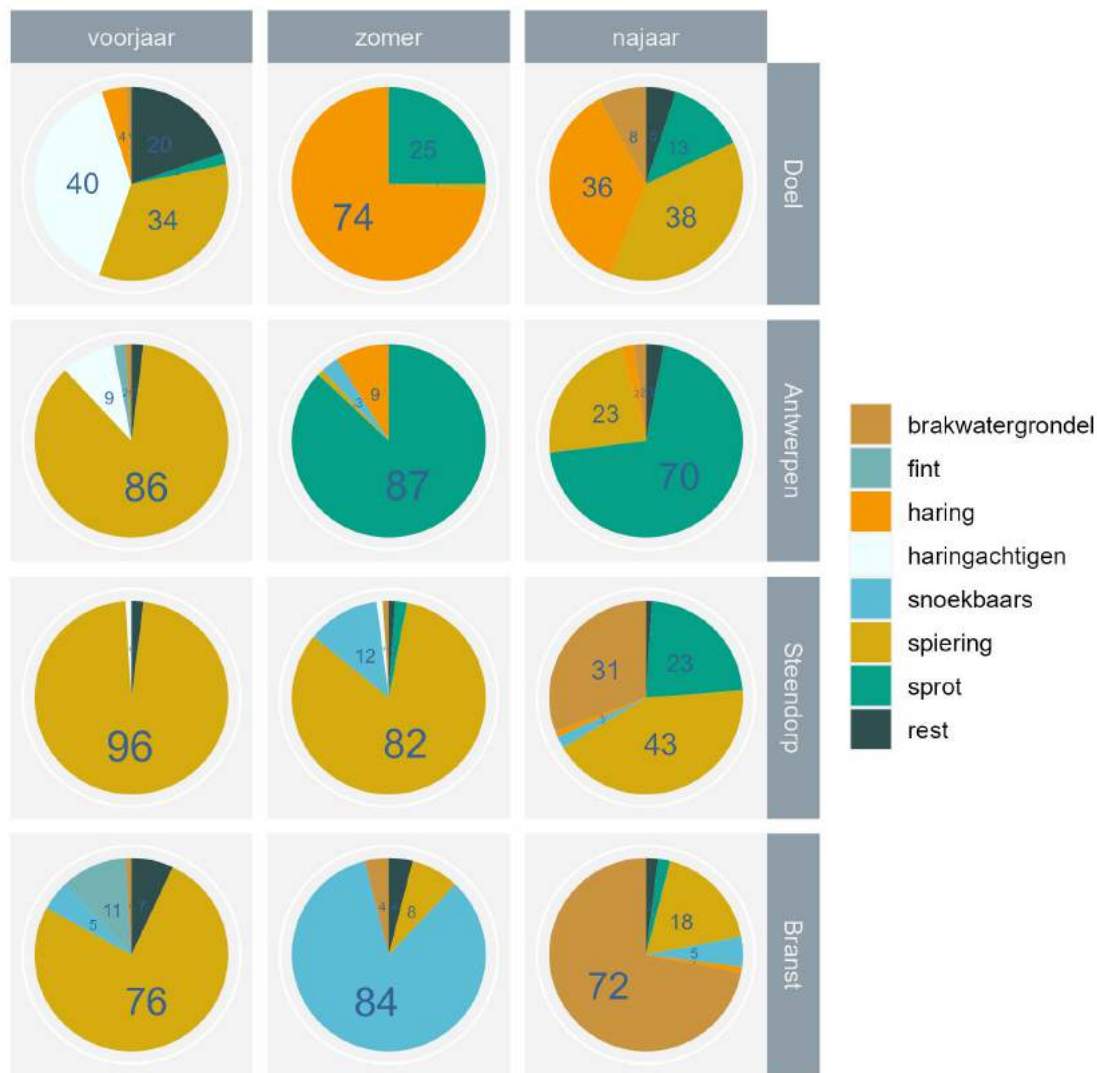 voorjaar zomer najaar
4 20 40 34
25 74
8 13 36 38
Doel
9 86
3 9 87
23 70
Antwerpen
96
12 82
31 23 43
Steendorp
11 5 76
4 8 84
18 5 72
Branst
brakwatergrondel
fint
haring
haringachtigen
snoekbaars
spiering
sprot
rest